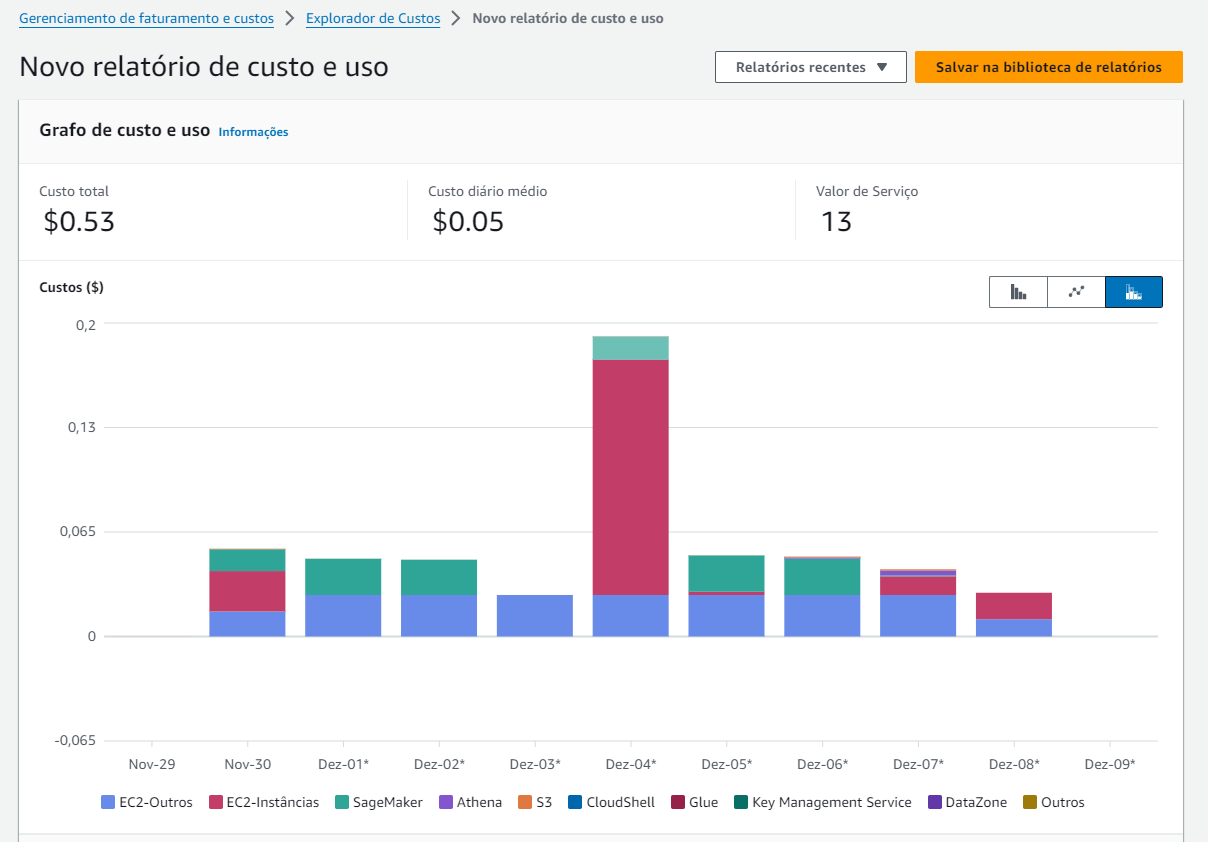 Gerenciamento de faturamento e custos > Explorador de Custos > Novo relatório de custo e uso
Novo relatório de custo e uso
Relatórios recentes ▼
Salvar na biblioteca de relatórios
Grafo de custo e uso Informações
Custo total
$0.53
Custo diário médio
$0.05
Valor de Serviço
13
Custos ($)
0,2
0,13
0,065
0
-0,065
Nov-29 Nov-30 Dez-01* Dez-02* Dez-03* Dez-04* Dez-05* Dez-06* Dez-07* Dez-08* Dez-09*
EC2-Outros EC2-Instâncias SageMaker Athena S3 CloudShell Glue Key Management Service DataZone Outros